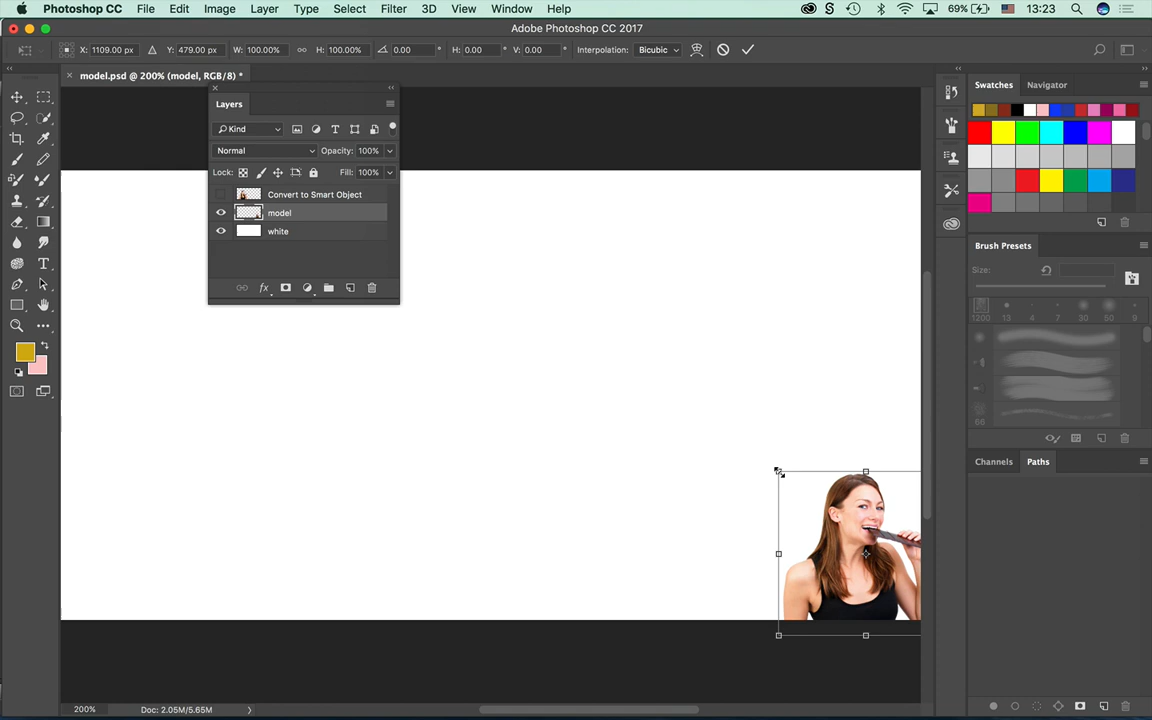 Photoshop CC File Edit Image Layer Type Select Filter 3D View Window Help 69% 13:23
Adobe Photoshop CC 2017
X: 1109.00 px Y: 479.00 px W: 100.00% H: 100.00% 0.00 ° H: 0.00 ° V: 0.00 ° Interpolation: Bicubic
model.psd @ 200% (model, RGB/8) *
Layers
Kind
Normal Opacity: 100%
Lock: Fill: 100%
Convert to Smart Object
model
white
fx
Swatches Navigator
Brush Presets
Size:
1200 13 4 7 30 50 9
66
Channels Paths
200% Doc: 2.05M/5.65M